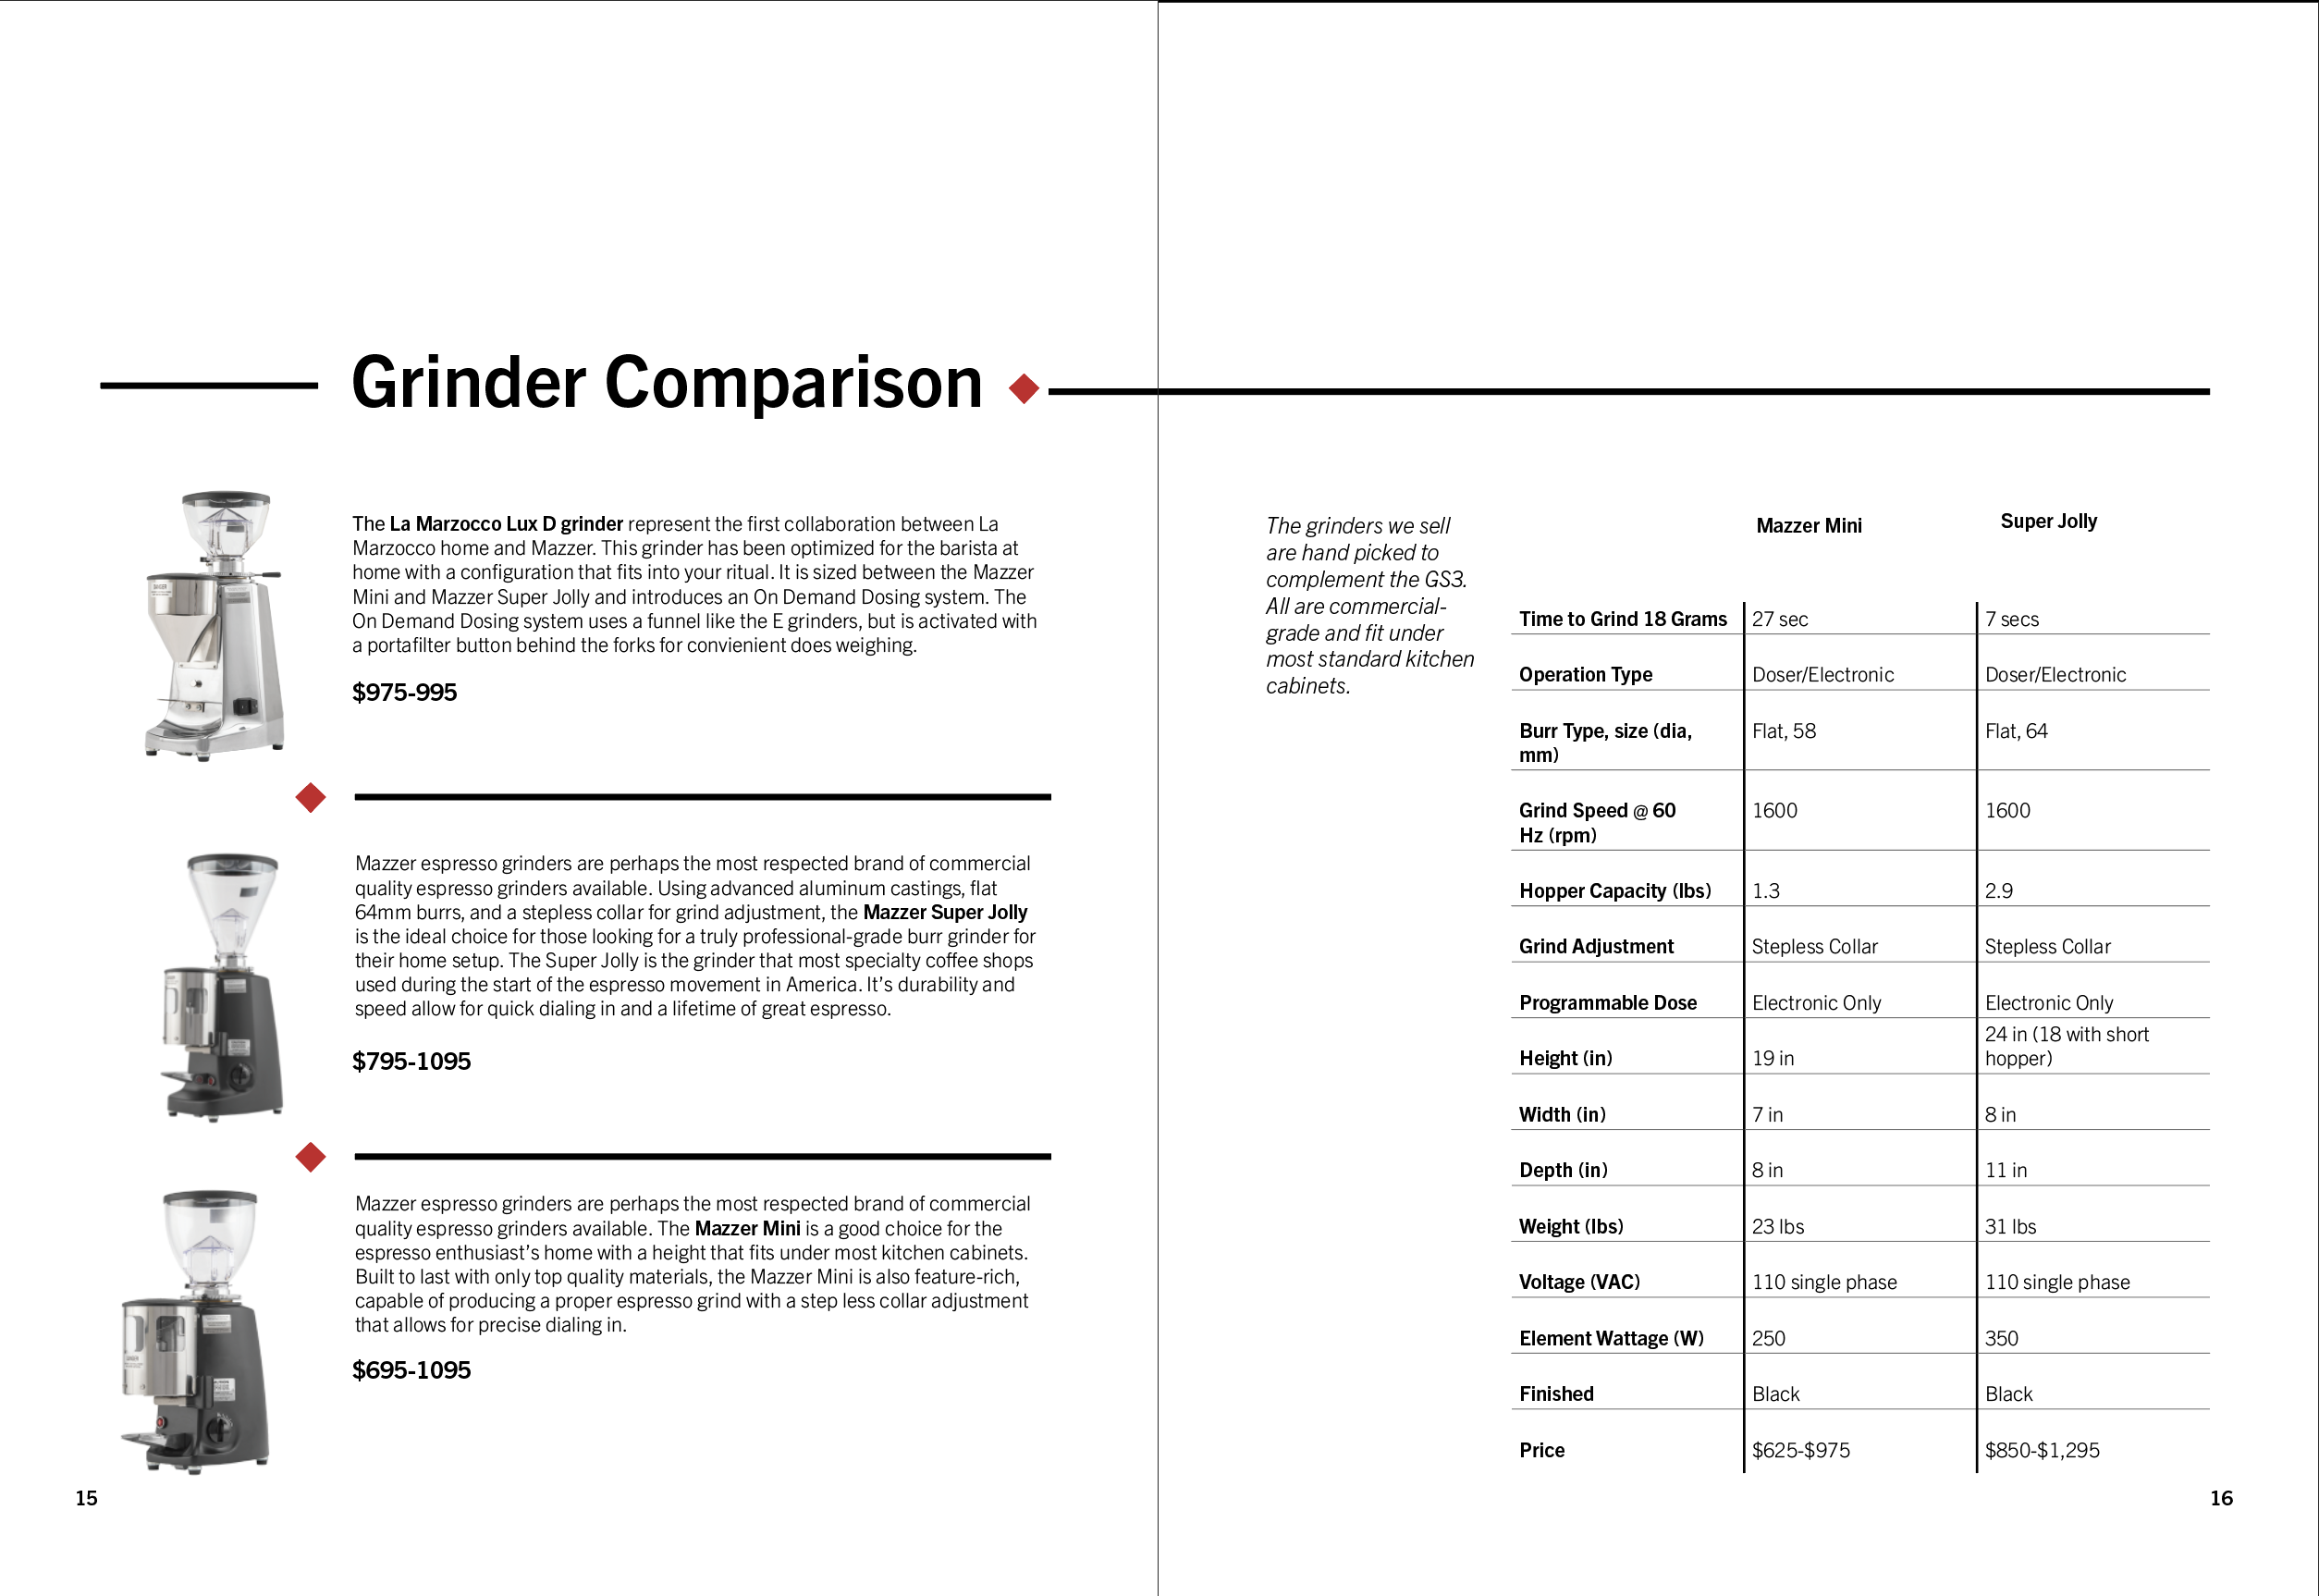 Grinder Comparison
The La Marzocco Lux D grinder represent the first collaboration between La
Marzocco home and Mazzer. This grinder has been optimized for the barista at
home with a configuration that fits into your ritual. It is sized between the Mazzer
Mini and Mazzer Super Jolly and introduces an On Demand Dosing system. The
On Demand Dosing system uses a funnel like the E grinders, but is activated with
a portafilter button behind the forks for convienient does weighing.
$975-995
Mazzer espresso grinders are perhaps the most respected brand of commercial
quality espresso grinders available. Using advanced aluminum castings, flat
64mm burrs, and a stepless collar for grind adjustment, the Mazzer Super Jolly
is the ideal choice for those looking for a truly professional-grade burr grinder for
their home setup. The Super Jolly is the grinder that most specialty coffee shops
used during the start of the espresso movement in America. It’s durability and
speed allow for quick dialing in and a lifetime of great espresso.
$795-1095
Mazzer espresso grinders are perhaps the most respected brand of commercial
quality espresso grinders available. The Mazzer Mini is a good choice for the
espresso enthusiast’s home with a height that fits under most kitchen cabinets.
Built to last with only top quality materials, the Mazzer Mini is also feature-rich,
capable of producing a proper espresso grind with a step less collar adjustment
that allows for precise dialing in.
$695-1095
15
The grinders we sell
are hand picked to
complement the GS3.
All are commercial-
grade and fit under
most standard kitchen
cabinets.
Mazzer Mini Super Jolly
Time to Grind 18 Grams 27 sec 7 secs
Operation Type Doser/Electronic Doser/Electronic
Burr Type, size (dia, Flat, 58 Flat, 64
mm)
Grind Speed @ 60 1600 1600
Hz (rpm)
Hopper Capacity (lbs) 1.3 2.9
Grind Adjustment Stepless Collar Stepless Collar
Programmable Dose Electronic Only Electronic Only
24 in (18 with short
Height (in) 19 in hopper)
Width (in) 7 in 8 in
Depth (in) 8 in 11 in
Weight (lbs) 23 lbs 31 lbs
Voltage (VAC) 110 single phase 110 single phase
Element Wattage (W) 250 350
Finished Black Black
Price $625-$975 $850-$1,295
16